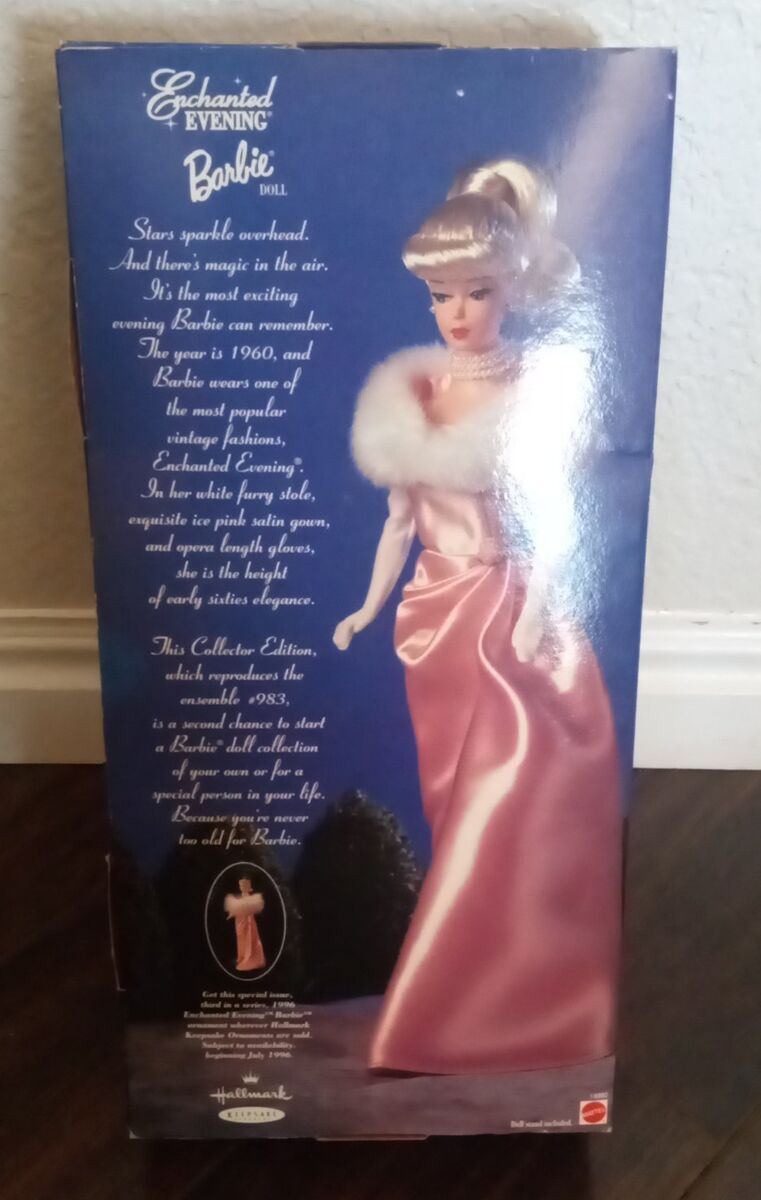 Enchanted
EVENING®
Barbie®
DOLL
Stars sparkle overhead.
And there's magic in the air.
It's the most exciting
evening Barbie can remember.
The year is 1960, and
Barbie wears one of
the most popular
vintage fashions,
Enchanted Evening®.
In her white furry stole,
exquisite ice pink satin gown,
and opera length gloves,
she is the height
of early sixties elegance.
This Collector Edition,
which reproduces the
ensemble #983,
is a second chance to start
a Barbie® doll collection
of your own or for a
special person in your life.
Because you're never
too old for Barbie.
Get this special issue,
third in a series, 1996
Enchanted Evening™ Barbie™
ornament wherever Hallmark
Keepsake Ornaments are sold.
Subject to availability,
beginning July 1996.
Hallmark
KEEPSAKE
Doll stand included.
MATTEL